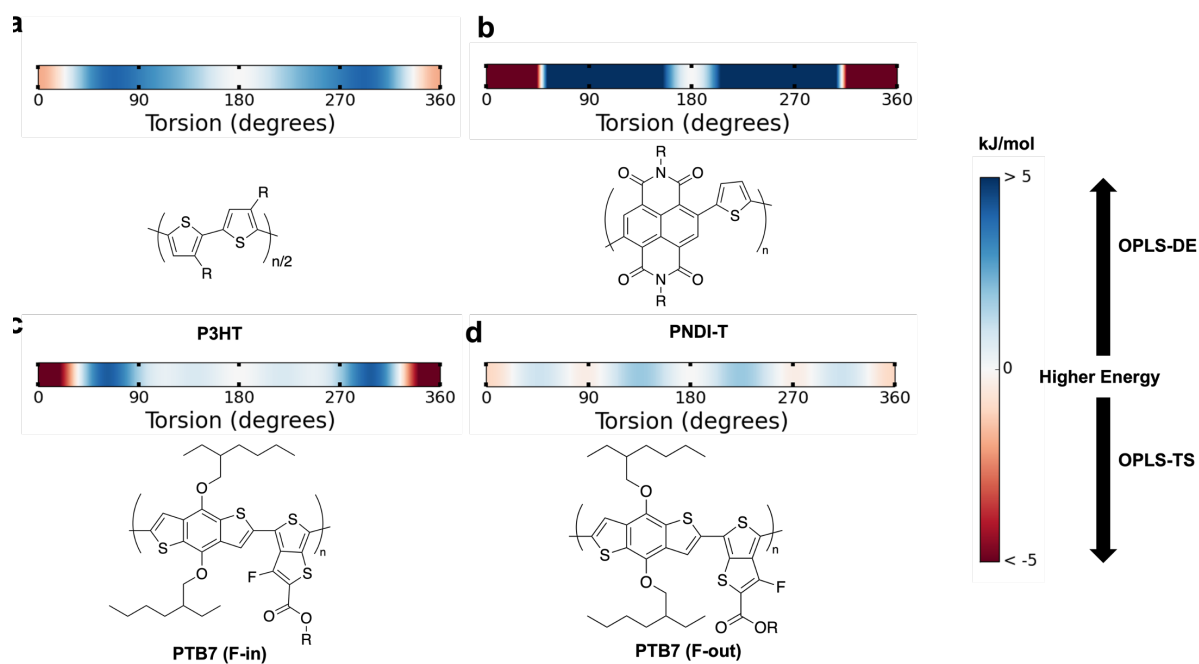 a
0 90 180 270 360
Torsion (degrees)
R
S
S
R
n/2
P3HT
b
0 90 180 270 360
Torsion (degrees)
R
O N O
S
n
O N O
R
PNDI-T
c
0 90 180 270 360
Torsion (degrees)
O
S S
S
n
O F S
O
O
R
PTB7 (F-in)
d
0 90 180 270 360
Torsion (degrees)
O
S S
S
n
O S F
O OR
PTB7 (F-out)
kJ/mol
> 5
0
< -5
OPLS-DE
Higher Energy
OPLS-TS